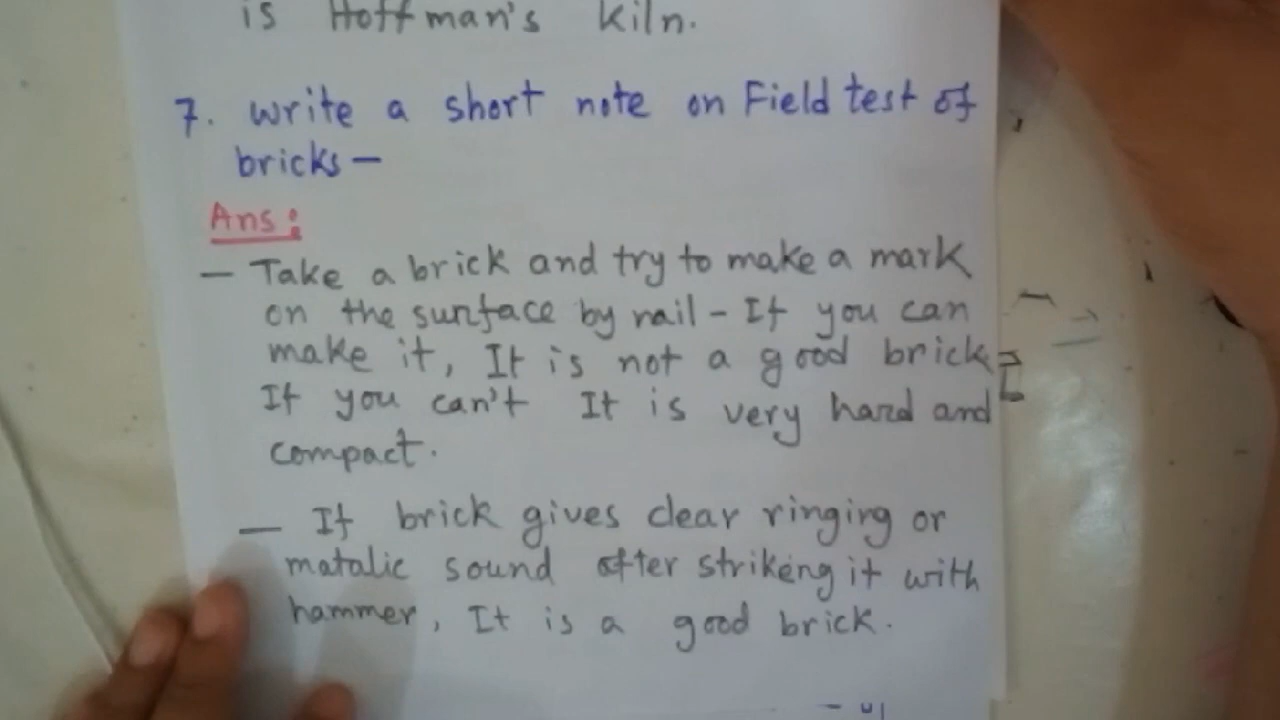 is Hoffman's kiln.
7. Write a short note on Field test of
bricks —
Ans:
— Take a brick and try to make a mark
on the surface by nail - If you can
make it, It is not a good brick
If you can't It is very hard and
compact.
— If brick gives clear ringing or
matalic sound after strikeng it with
hammer, It is a good brick.